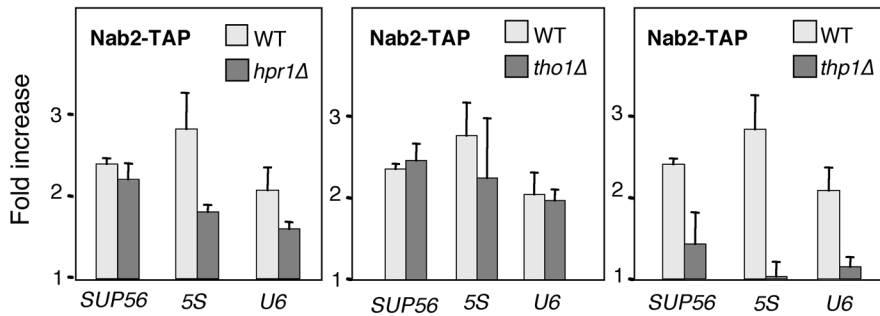 Fold increase
Nab2-TAP
WT
hpr1Δ
3
2
1
SUP56 5S U6
Nab2-TAP
WT
tho1Δ
3
2
1
SUP56 5S U6
Nab2-TAP
WT
thp1Δ
3
2
1
SUP56 5S U6